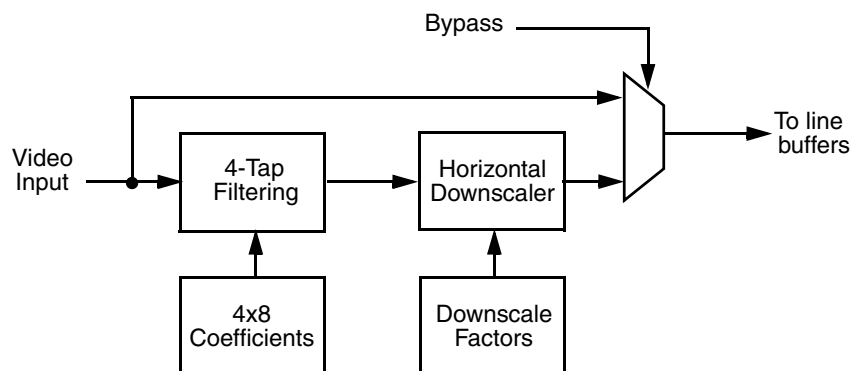 Bypass
To line
buffers
Video
Input
4-Tap
Filtering
Horizontal
Downscaler
4x8
Coefficients
Downscale
Factors